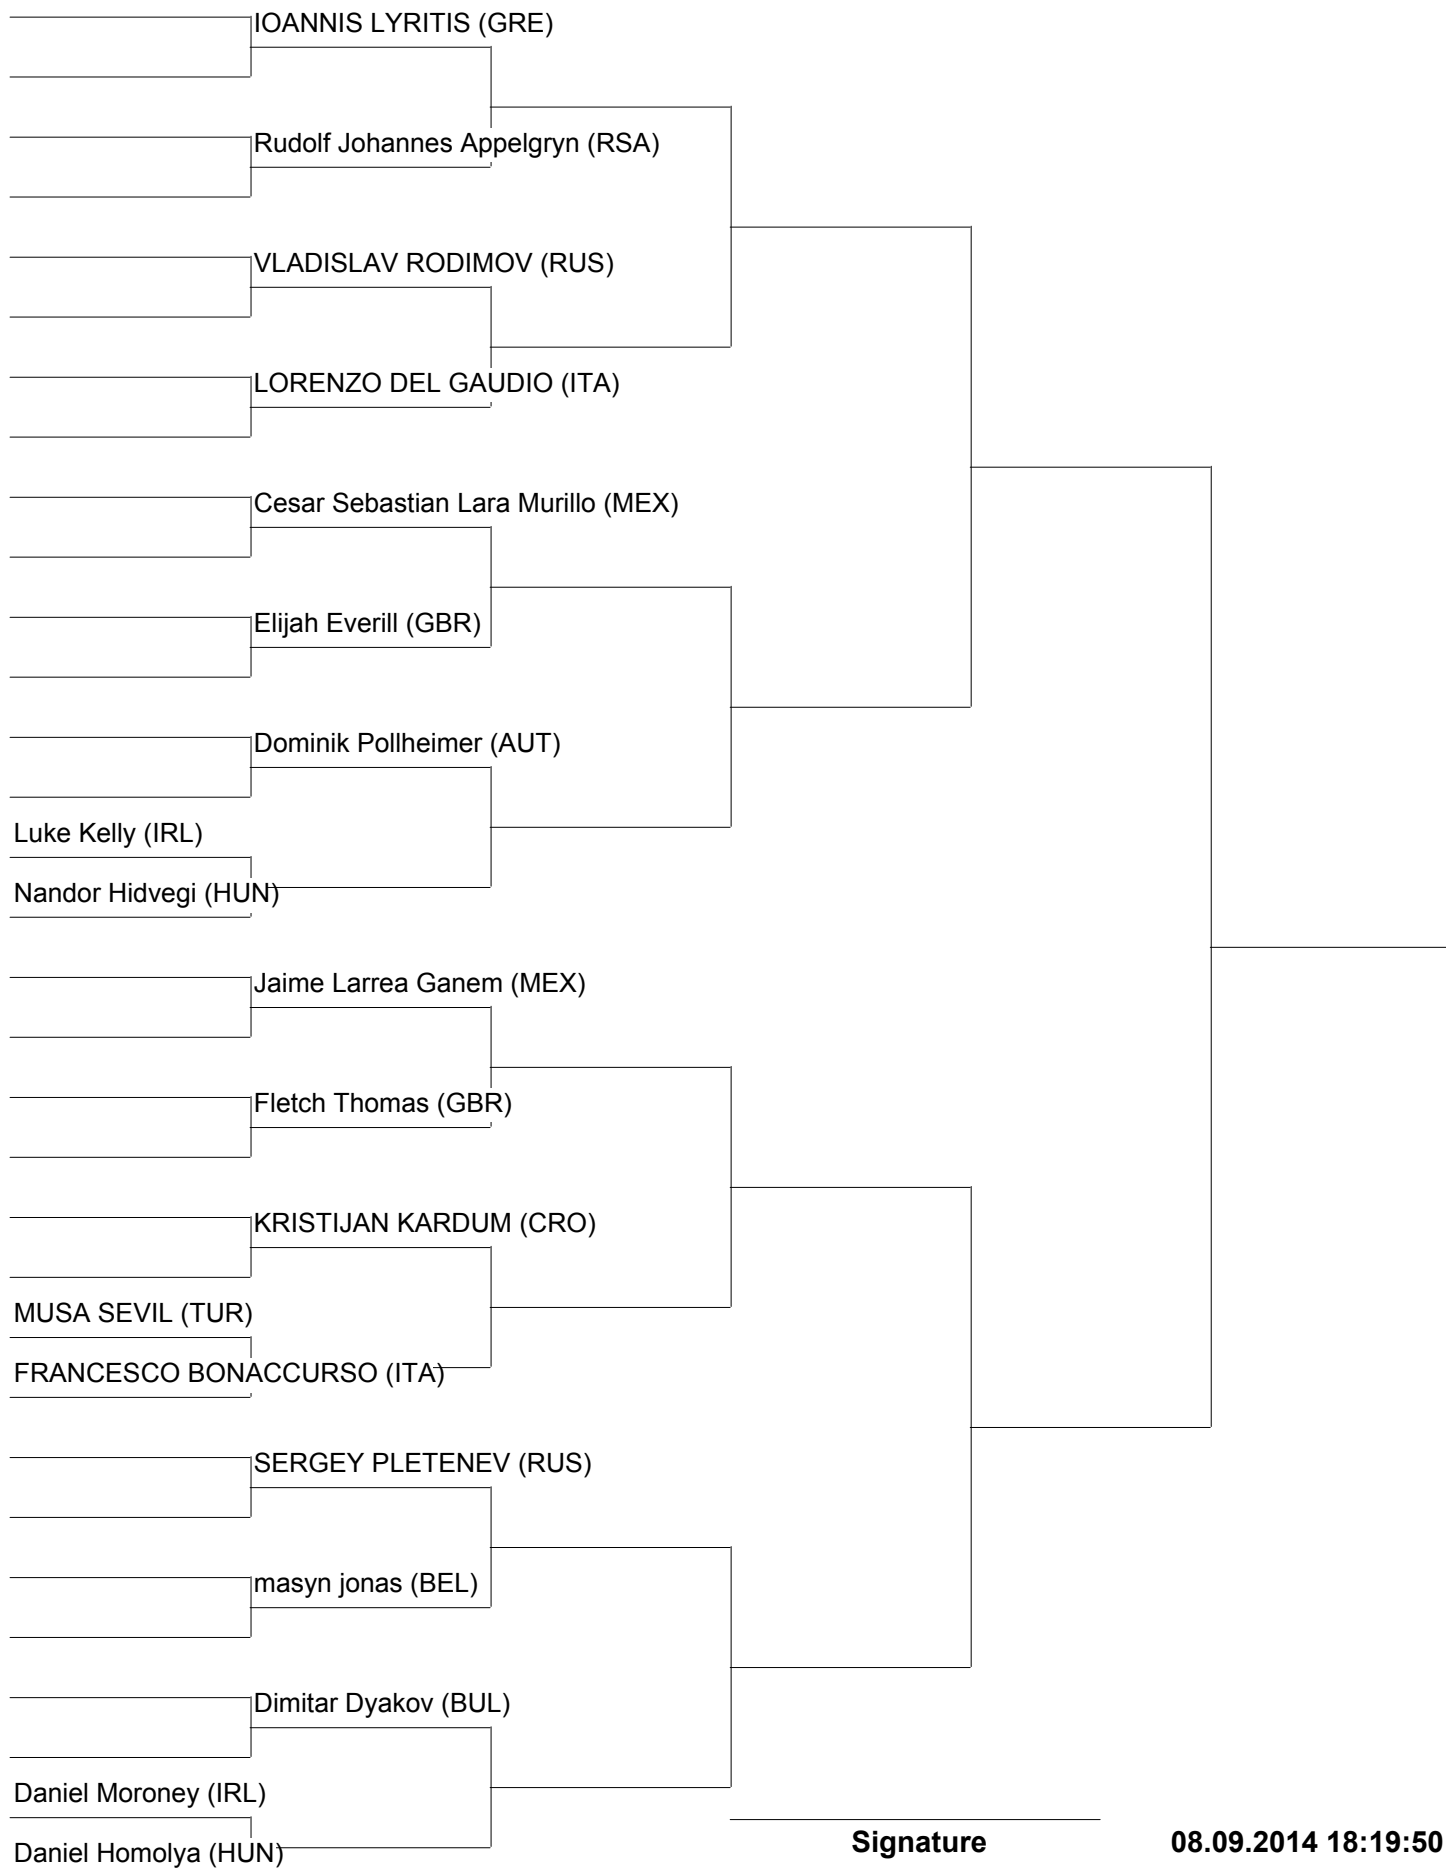 IOANNIS LYRITIS (GRE)
Rudolf Johannes Appelgryn (RSA)
VLADISLAV RODIMOV (RUS)
LORENZO DEL GAUDIO (ITA)
Cesar Sebastian Lara Murillo (MEX)
Elijah Everill (GBR)
Dominik Pollheimer (AUT)
Luke Kelly (IRL)
Nandor Hidvegi (HUN)
Jaime Larrea Ganem (MEX)
Fletch Thomas (GBR)
KRISTIJAN KARDUM (CRO)
MUSA SEVIL (TUR)
FRANCESCO BONACCURSO (ITA)
SERGEY PLETENEV (RUS)
masyn jonas (BEL)
Dimitar Dyakov (BUL)
Daniel Moroney (IRL)
Daniel Homolya (HUN)
Signature
08.09.2014 18:19:50